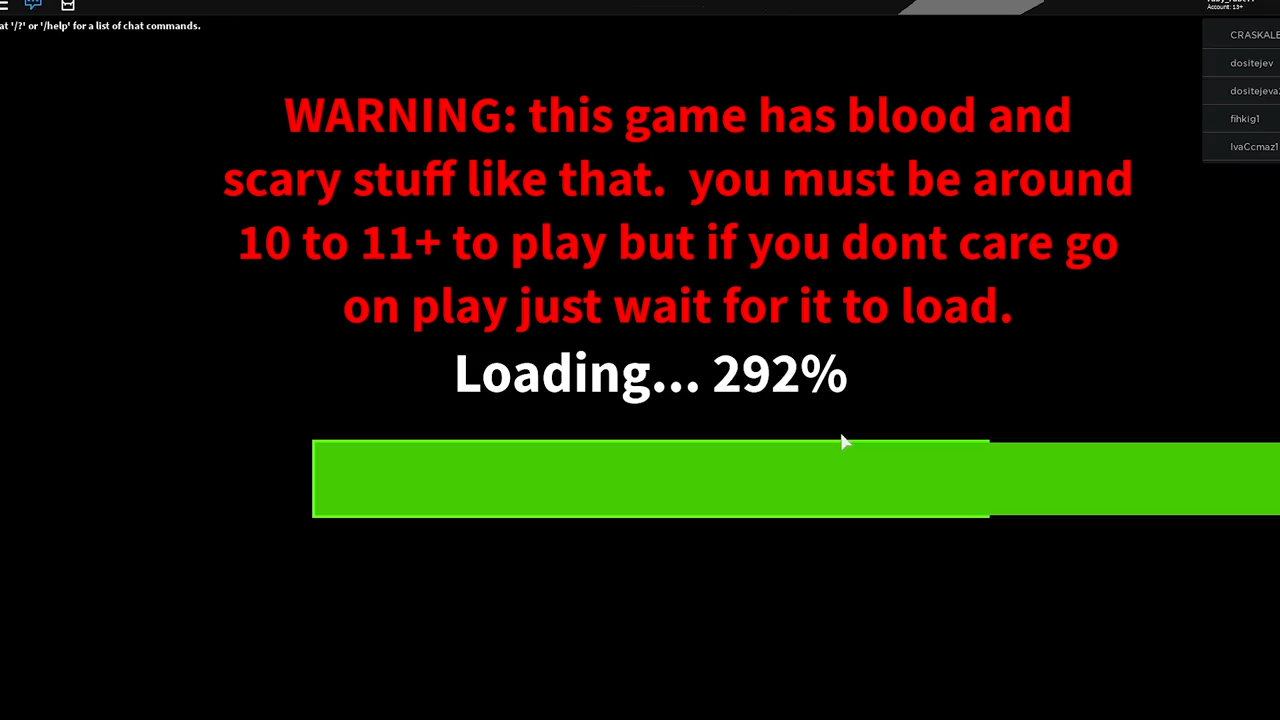 Account: 13+
at '/?' or '/help' for a list of chat commands.
CRASKALE
dositejev
dositejeva
fihkig1
IvaCcmaz1
WARNING: this game has blood and
scary stuff like that.  you must be around
10 to 11+ to play but if you dont care go
on play just wait for it to load.
Loading... 292%